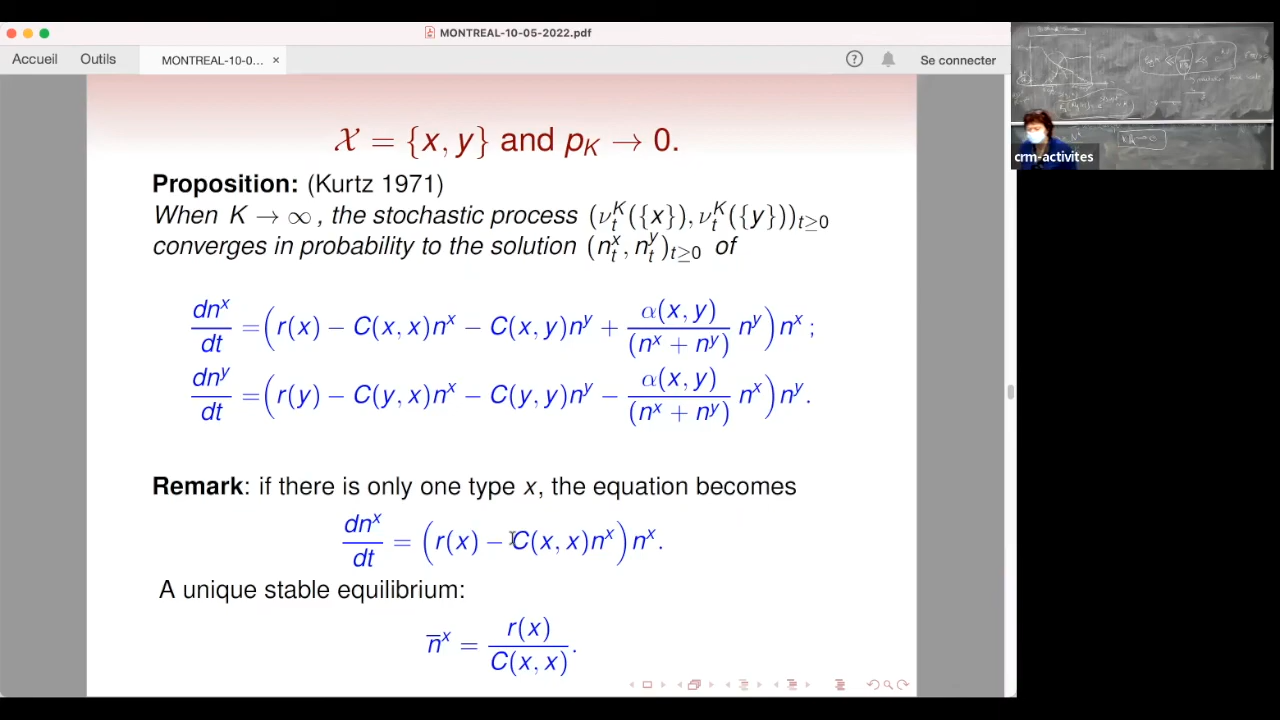 MONTREAL-10-05-2022.pdf
Accueil Outils MONTREAL-10-0... × Se connecter
𝒳 = {x, y} and p_K → 0.
Proposition: (Kurtz 1971)
When K → ∞ , the stochastic process (ν_t^K({x}), ν_t^K({y}))_{t≥0}
converges in probability to the solution (n_t^x, n_t^y)_{t≥0} of
dn^x/dt = (r(x) − C(x, x)n^x − C(x, y)n^y + α(x, y)/(n^x + n^y) n^y) n^x ;
dn^y/dt = (r(y) − C(y, x)n^x − C(y, y)n^y − α(x, y)/(n^x + n^y) n^x) n^y.
Remark: if there is only one type x, the equation becomes
dn^x/dt = (r(x) − C(x, x)n^x) n^x.
A unique stable equilibrium:
n̅^x = r(x)/C(x, x).
crm-activites